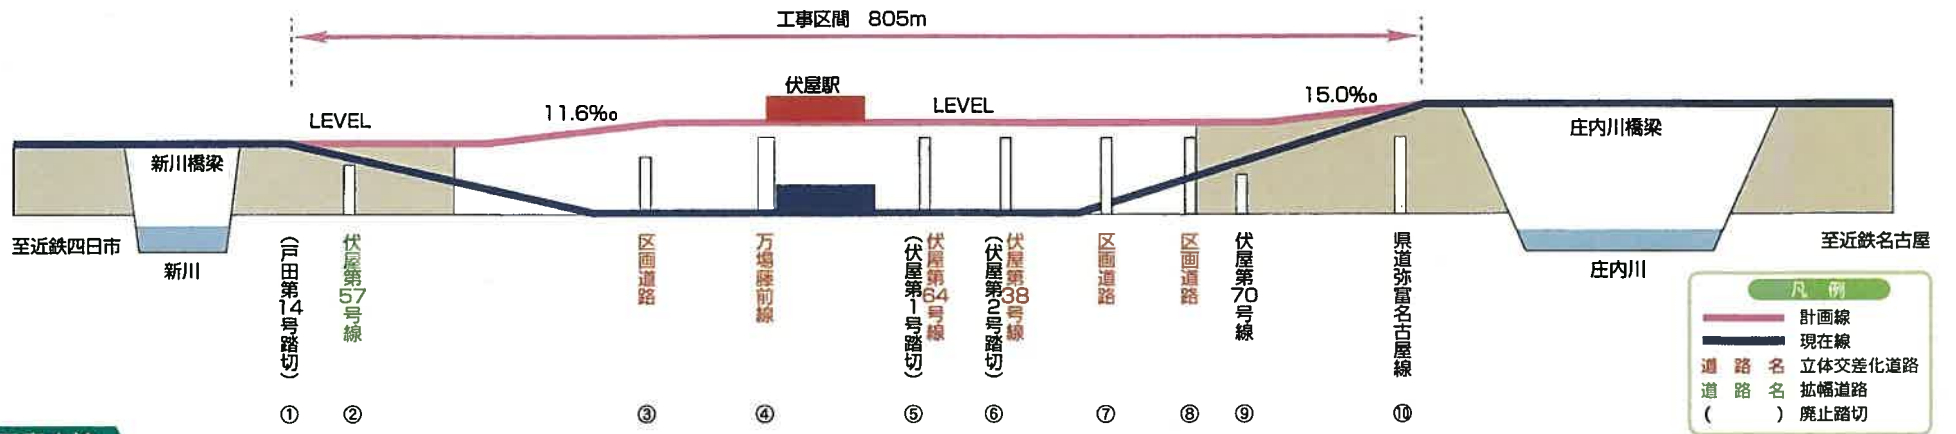 工事区間 805m
伏屋駅
LEVEL
11.6‰
LEVEL
15.0‰
新川橋梁
庄内川橋梁
至近鉄四日市
新川
庄内川
至近鉄名古屋
(戸田第14号踏切)
伏屋第57号線
区画道路
万場藤前線
伏屋第64号線
(伏屋第1号踏切)
伏屋第38号線
(伏屋第2号踏切)
区画道路
区画道路
伏屋第70号線
県道弥富名古屋線
① ② ③ ④ ⑤ ⑥ ⑦ ⑧ ⑨ ⑩
凡例
計画線
現在線
道路名 立体交差化道路
道路名 拡幅道路
( ) 廃止踏切